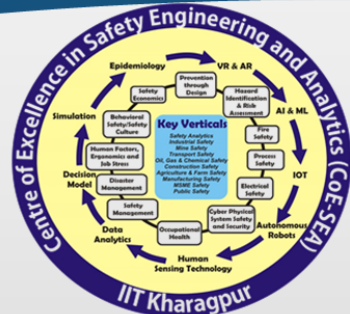 Centre of Excellence in Safety Engineering and Analytics (CoE-SEA)
IIT Kharagpur
Epidemiology
VR & AR
AI & ML
IOT
Autonomous
Robots
Human
Sensing Technology
Data
Analytics
Decision
Model
Simulation
Prevention
through
Design
Hazard
Identification
& Risk
Assessment
Fire
Safety
Process
Safety
Electrical
Safety
Cyber Physical
System Safety
and Security
Occupational
Health
Safety
Management
Disaster
Management
Human Factors,
Ergonomics and
Job Stress
Behavioral
Safety/Safety
Culture
Safety
Economics
Key Verticals
Safety Analytics
Industrial Safety
Mine Safety
Transport Safety
Oil, Gas & Chemical Safety
Construction Safety
Agriculture & Farm Safety
Manufacturing Safety
MSME Safety
Public Safety